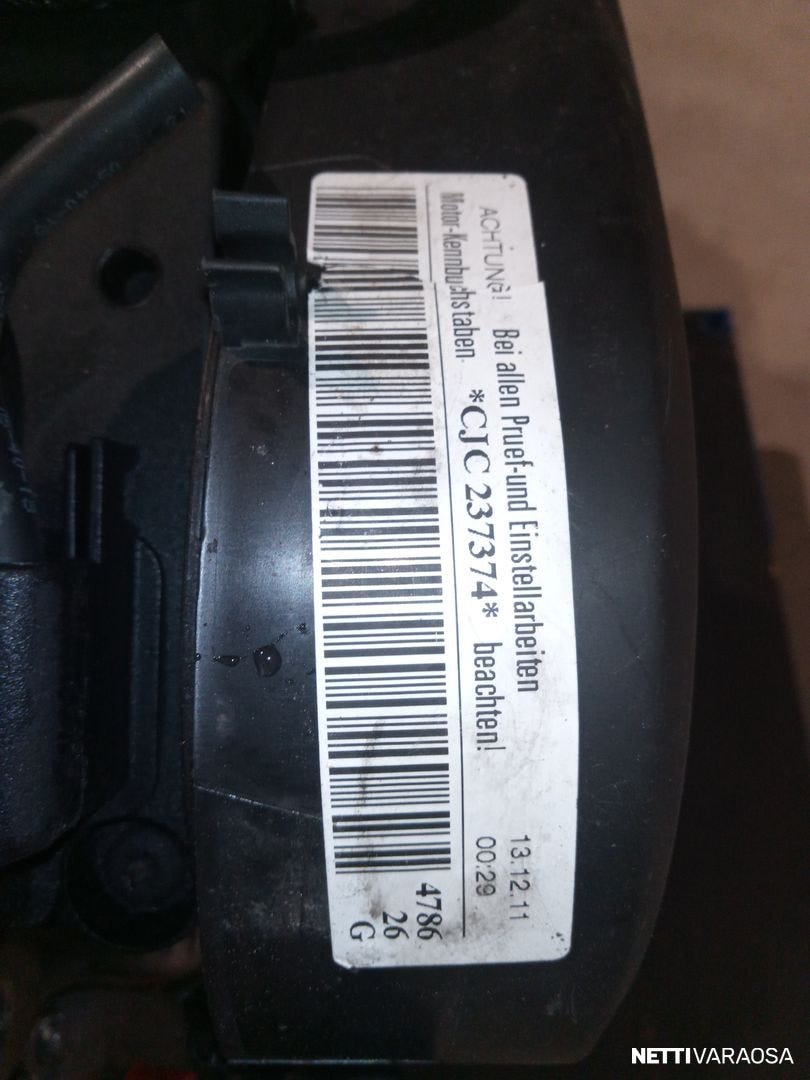 ACHTUNG! Bei allen Pruef-und Einstellarbeiten 13.12.11
Motor-Kennbuchstaben *CJC 237374* beachten! 00:29
4786
26
G
NETTIVARAOSA